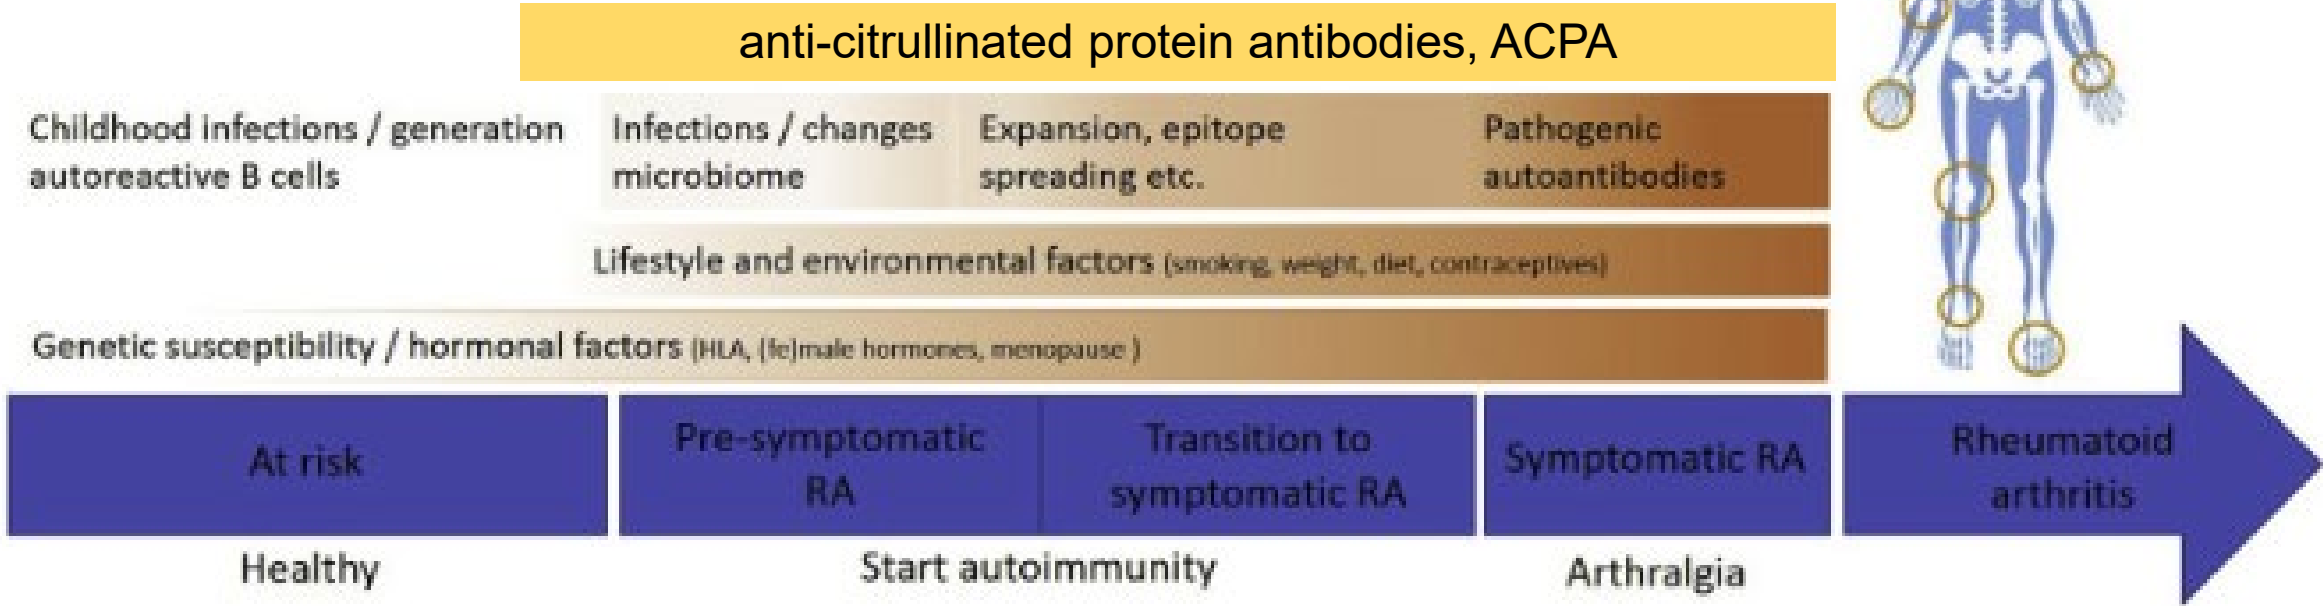 anti-citrullinated protein antibodies, ACPA
Childhood infections / generation
autoreactive B cells
Infections / changes
microbiome
Expansion, epitope
spreading etc.
Pathogenic
autoantibodies
Lifestyle and environmental factors (smoking, weight, diet, contraceptives)
Genetic susceptibility / hormonal factors (HLA, (fe)male hormones, menopause )
At risk
Pre-symptomatic
RA
Transition to
symptomatic RA
Symptomatic RA
Rheumatoid
arthritis
Healthy
Start autoimmunity
Arthralgia